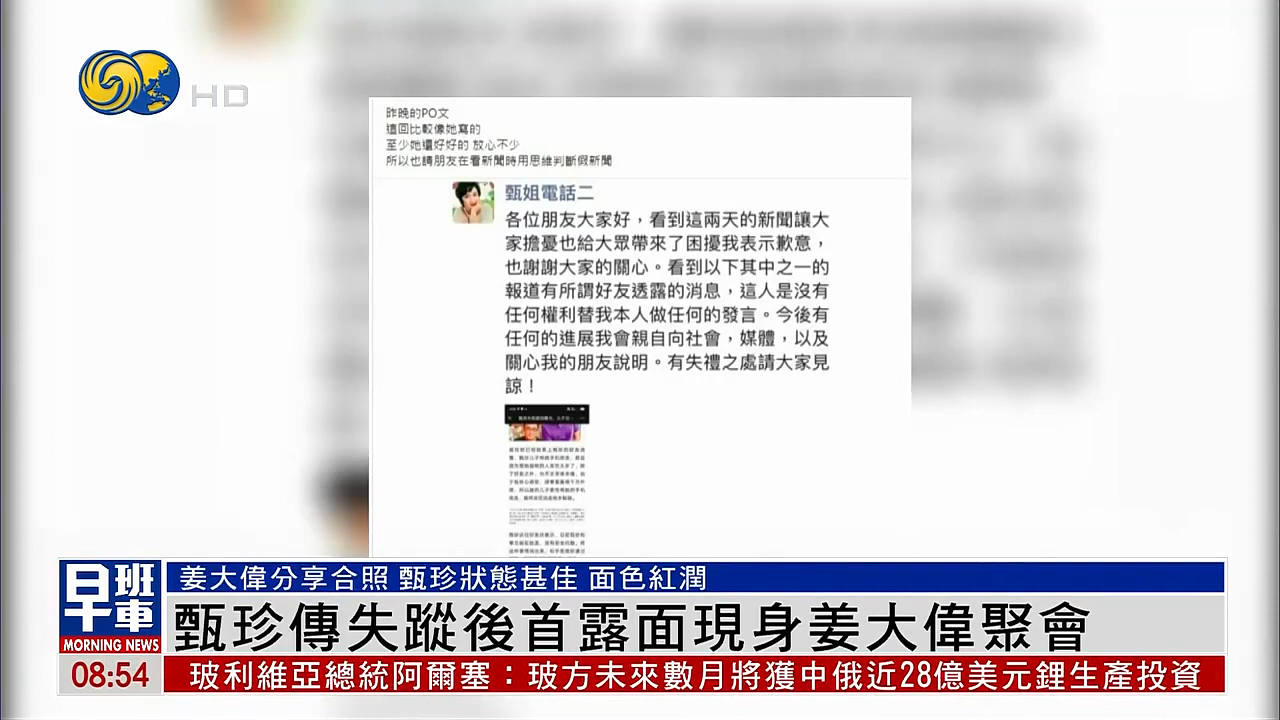 HD
昨晚的PO文
這回比較像她寫的
至少她還好好的 放心不少
所以也請朋友在看新聞時用思維判斷假新聞
甄姐電話二
各位朋友大家好，看到這兩天的新聞讓大
家擔憂也給大眾帶來了困擾我表示歉意，
也謝謝大家的關心。看到以下其中之一的
報道有所謂好友透露的消息，這人是沒有
任何權利替我本人做任何的發言。今後有
任何的進展我會親自向社會，媒體，以及
關心我的朋友說明。有失禮之處請大家見
諒！
早班車
MORNING NEWS
姜大偉分享合照 甄珍狀態甚佳 面色紅潤
甄珍傳失蹤後首露面現身姜大偉聚會
08:54
玻利維亞總統阿爾塞：玻方未來數月將獲中俄近28億美元鋰生產投資